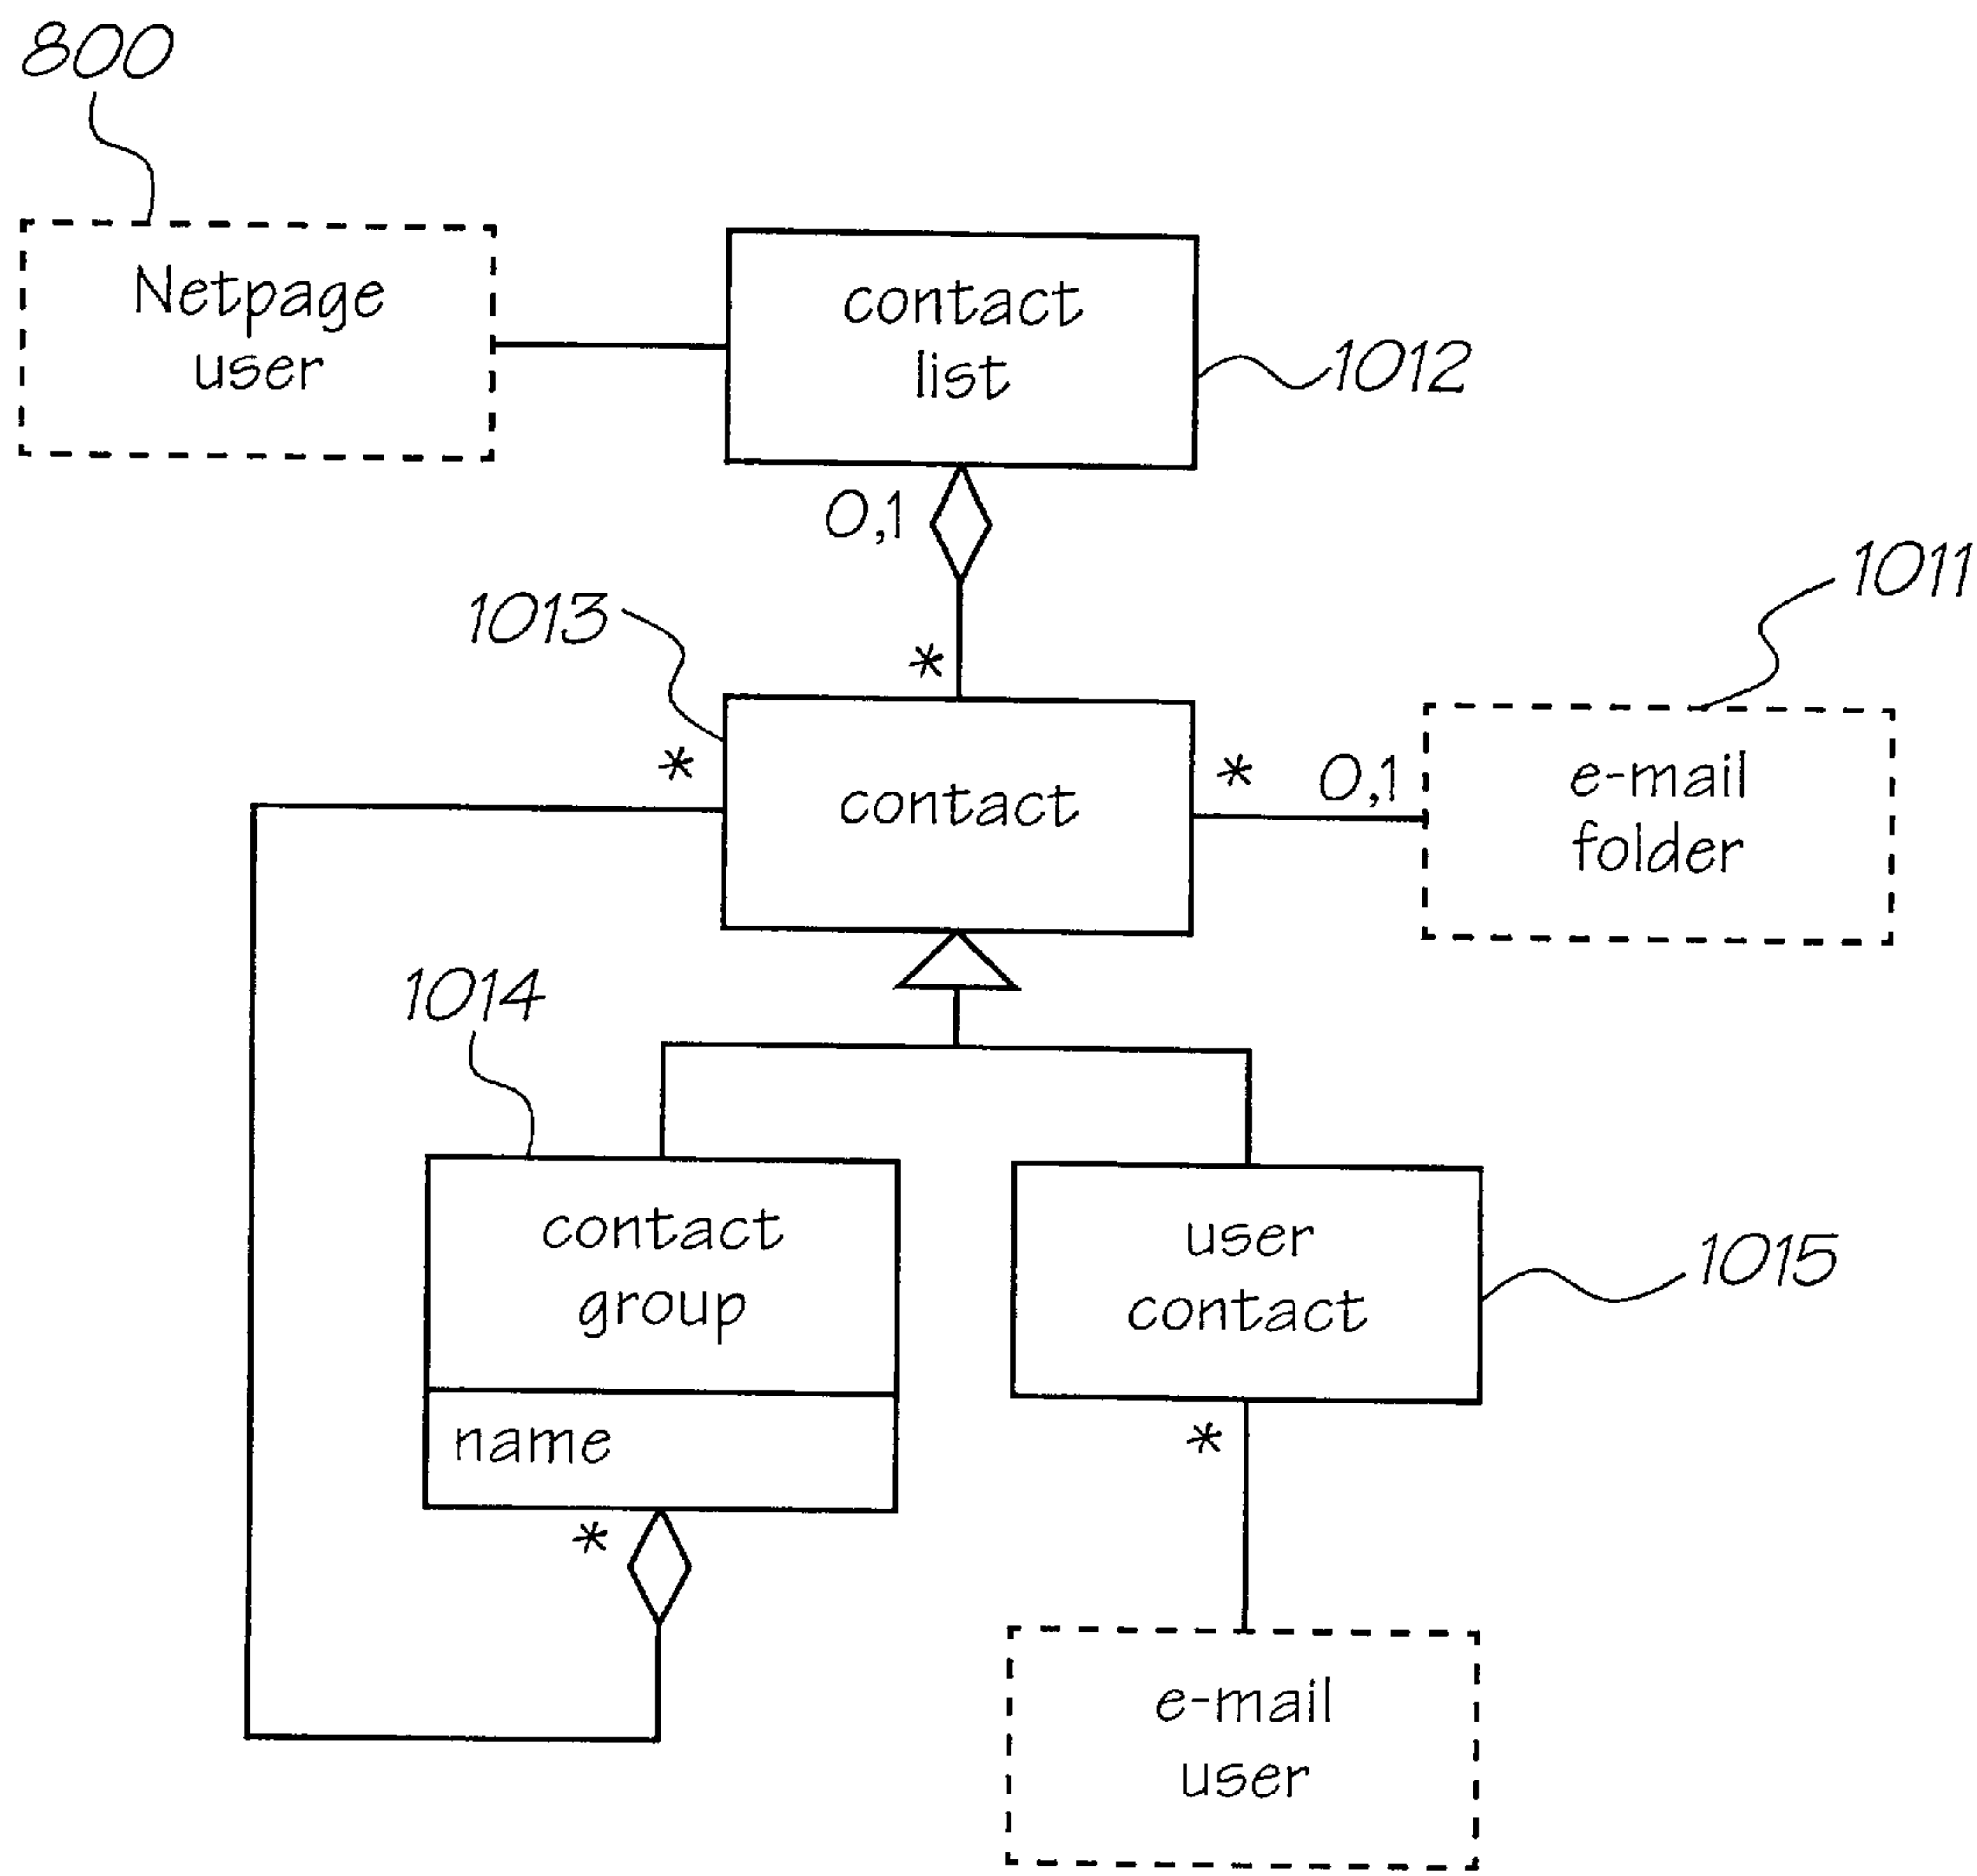 800
Netpage
user
contact
list
1012
0,1
*
1013
1011
*
contact
*
0,1
e-mail
folder
1014
contact
group
name
*
user
contact
1015
*
e-mail
user